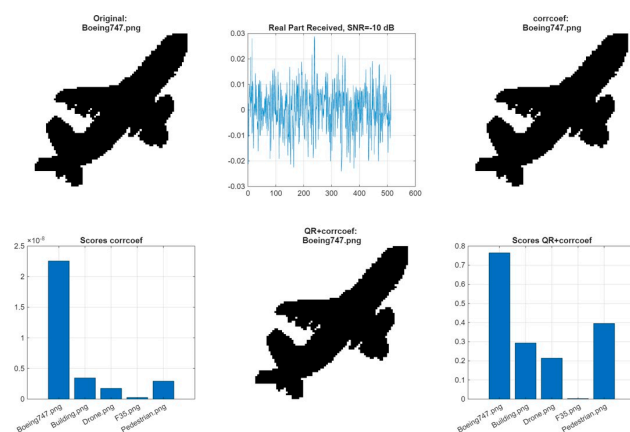 Original:
Boeing747.png
Real Part Received, SNR=-10 dB
0.03
0.02
0.01
0
-0.01
-0.02
-0.03
0 100 200 300 400 500 600
corrcoef:
Boeing747.png
Scores corrcoef
×10⁻⁸
2.5
2
1.5
1
0.5
0
Boeing747.png
Building.png
Drone.png
F35.png
Pedestrian.png
QR+corrcoef:
Boeing747.png
Scores QR+corrcoef
0.8
0.7
0.6
0.5
0.4
0.3
0.2
0.1
0
Boeing747.png
Building.png
Drone.png
F35.png
Pedestrian.png